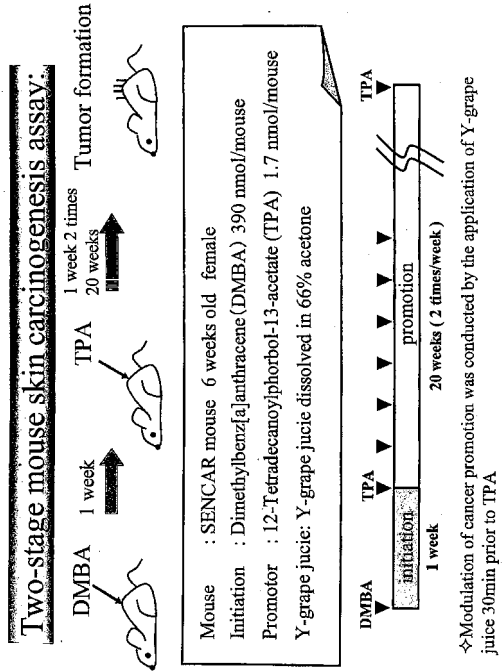 Two-stage mouse skin carcinogenesis assay:
DMBA
1 week
TPA
1 week 2 times
20 weeks
Tumor formation
Mouse : SENCAR mouse 6 weeks old female
Initiation : Dimethylbenz[a]anthracene(DMBA) 390 nmol/mouse
Promotor : 12-Tetradecanoylphorbol-13-acetate (TPA) 1.7 nmol/mouse
Y-grape jucie: Y-grape jucie dissolved in 66% acetone
DMBA
TPA
TPA
initiation
promotion
1 week
20 weeks ( 2 times/week )
✧Modulation of cancer promotion was conducted by the application of Y-grape
juice 30min prior to TPA